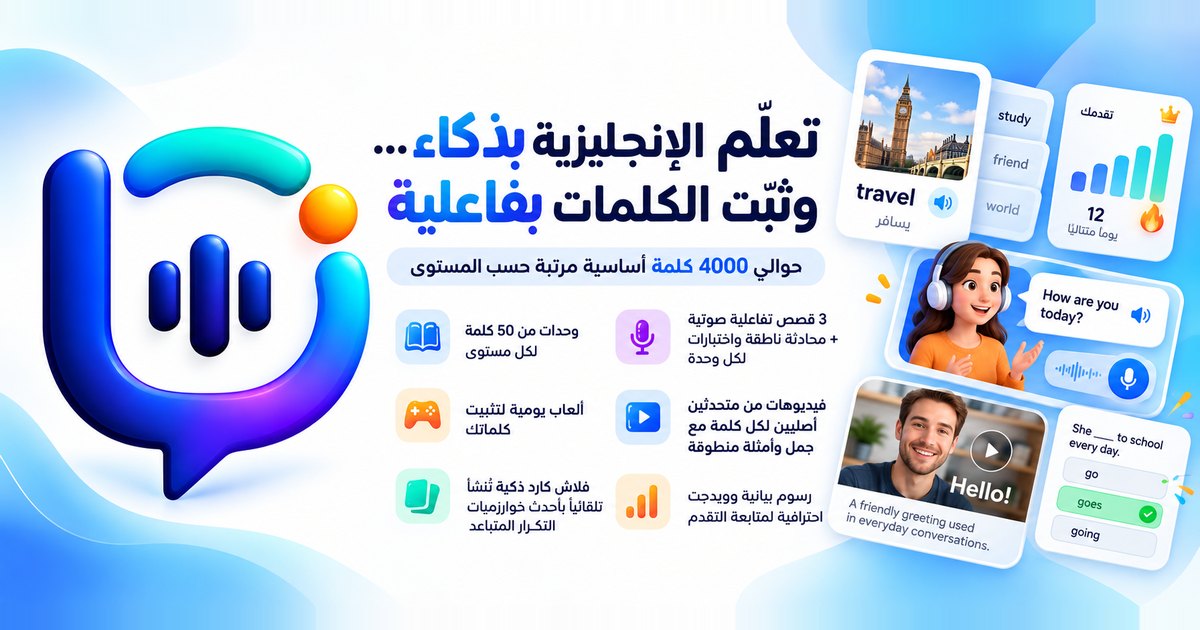 تعلّم الإنجليزية بذكاء...
وثبّت الكلمات بفاعلية
حوالي 4000 كلمة أساسية مرتبة حسب المستوى
3 قصص تفاعلية صوتية
+ محادثة ناطقة واختبارات
لكل وحدة
وحدات من 50 كلمة
لكل مستوى
فيديوهات من متحدثين
أصليين لكل كلمة مع
جمل وأمثلة منطوقة
ألعاب يومية لتثبيت
كلماتك
رسوم بيانية وويدجت
احترافية لمتابعة التقدم
فلاش كارد ذكية تُنشأ
تلقائياً بأحدث خوارزميات
التكرار المتباعد
travel
يسافر
study
friend
world
تقدمك
12
يوماً متتاليًا
How are you
today?
Hello!
A friendly greeting used
in everyday conversations.
She ___ to school
every day.
go
goes
going